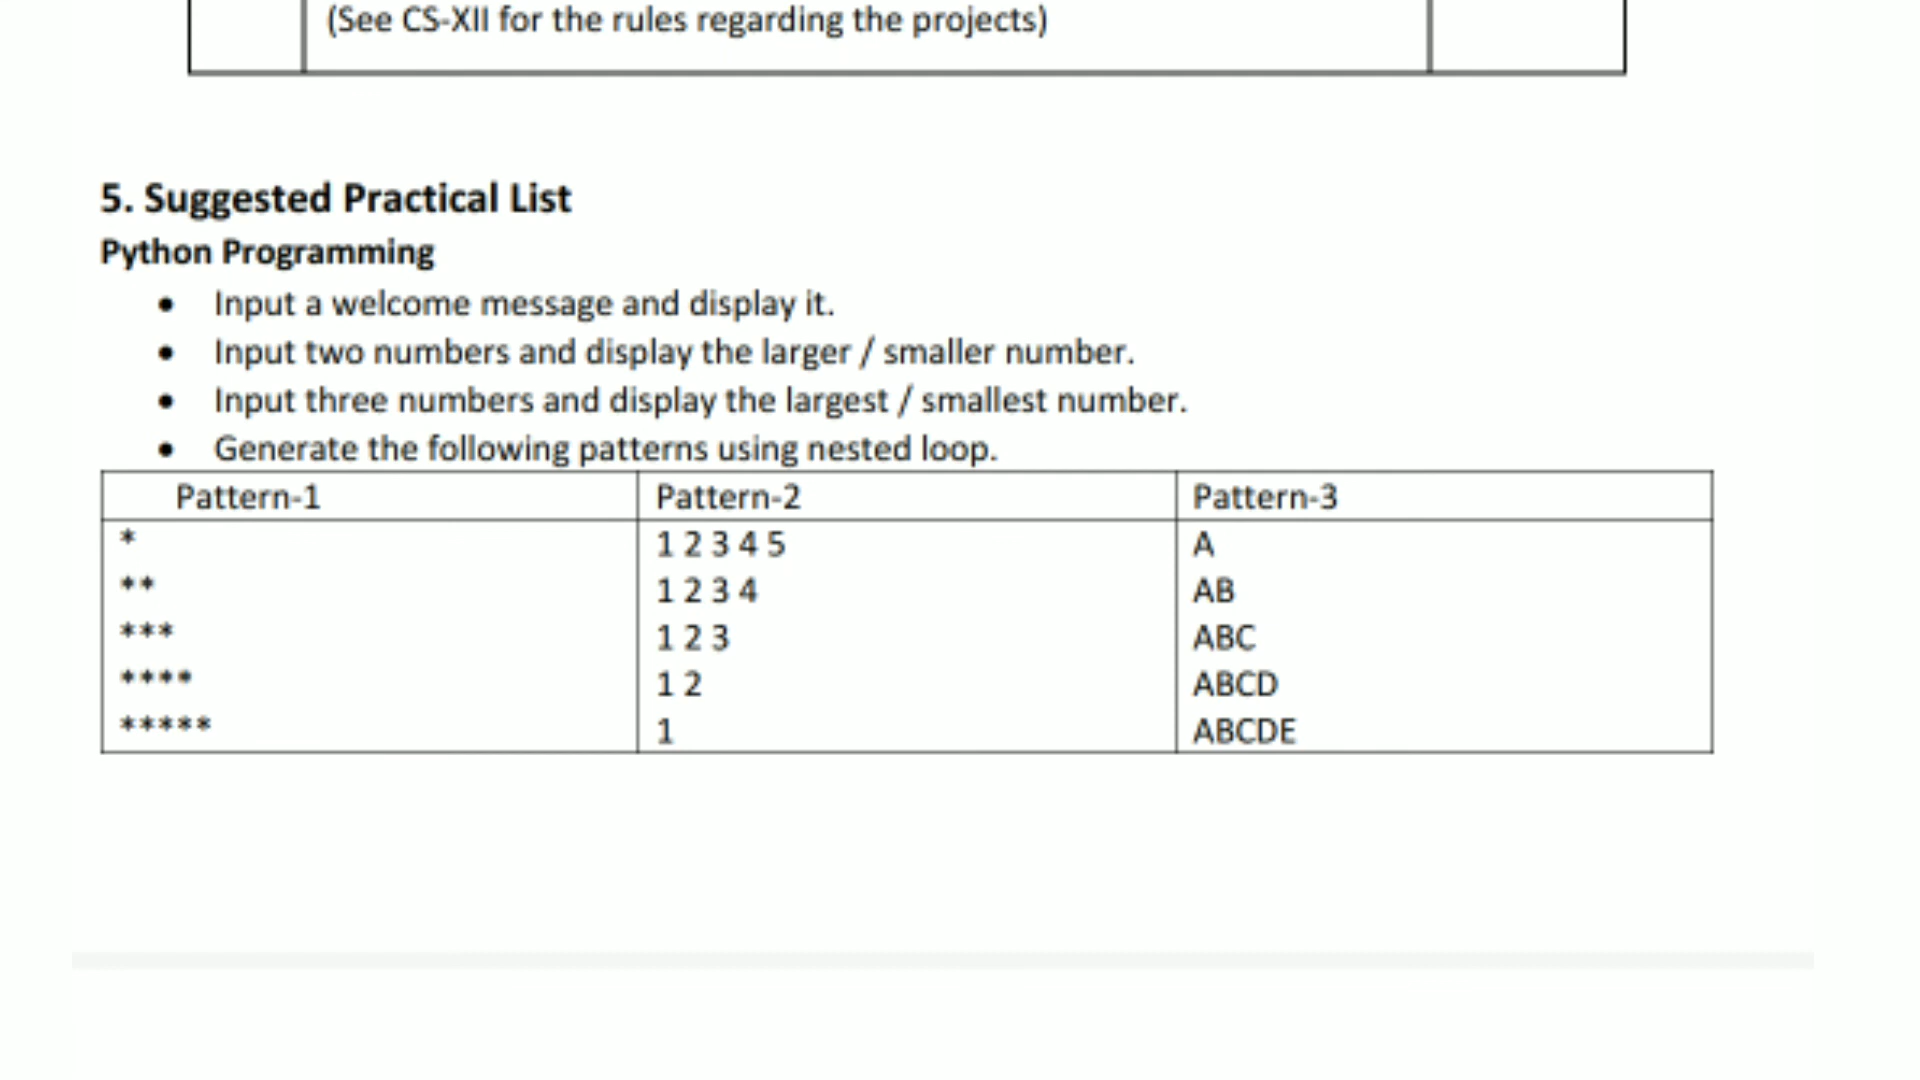 (See CS-XII for the rules regarding the projects)
5. Suggested Practical List
Python Programming
• Input a welcome message and display it.
• Input two numbers and display the larger / smaller number.
• Input three numbers and display the largest / smallest number.
• Generate the following patterns using nested loop.
Pattern-1 Pattern-2 Pattern-3
* 1 2 3 4 5 A
** 1 2 3 4 AB
*** 1 2 3 ABC
**** 1 2 ABCD
***** 1 ABCDE